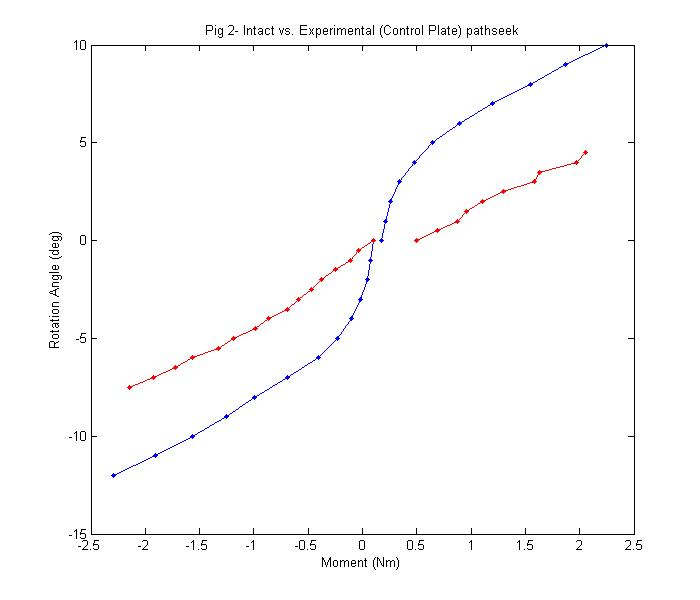 Pig 2- Intact vs. Experimental (Control Plate) pathseek
10
5
0
-5
-10
-15
Rotation Angle (deg)
-2.5 -2 -1.5 -1 -0.5 0 0.5 1 1.5 2 2.5
Moment (Nm)